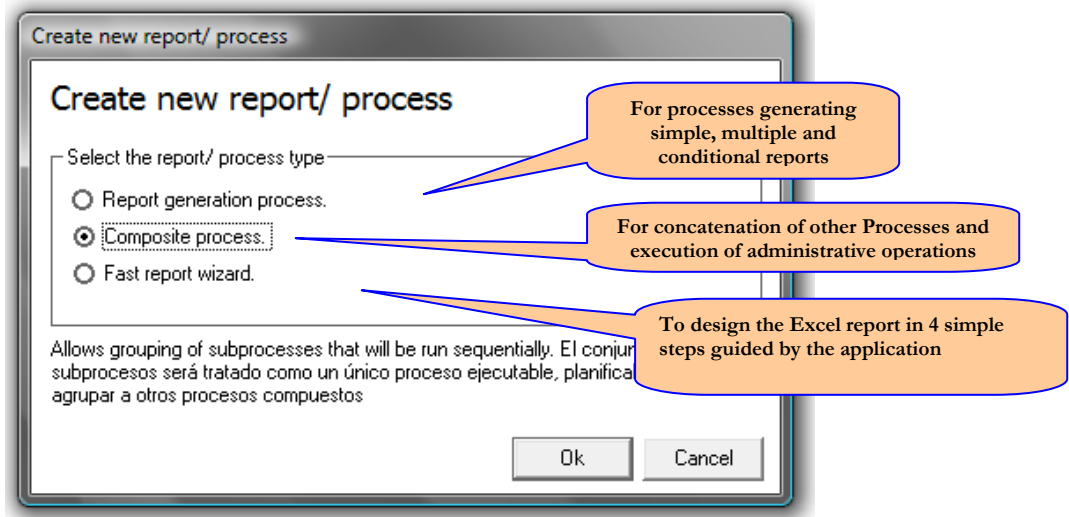 Create new report/ process
Create new report/ process
For processes generating
simple, multiple and
conditional reports
Select the report/ process type
Report generation process.
Composite process.
For concatenation of other Processes and
execution of administrative operations
Fast report wizard.
To design the Excel report in 4 simple
steps guided by the application
Allows grouping of subprocesses that will be run sequentially. El
subprocesos será tratado como un único proceso ejecutable,
agrupar a otros procesos compuestos
Ok Cancel